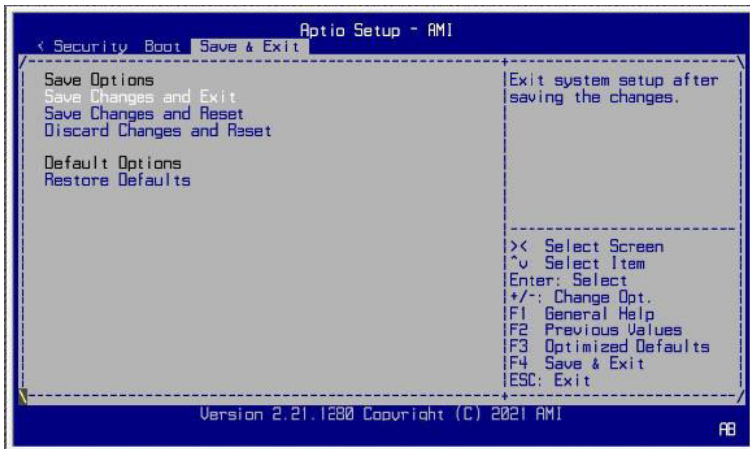 Aptio Setup - AMI
< Security Boot Save & Exit
Save Options
Save Changes and Exit
Save Changes and Reset
Discard Changes and Reset
Default Options
Restore Defaults
Exit system setup after
saving the changes.
>< Select Screen
^v Select Item
Enter: Select
+/-: Change Opt.
F1 General Help
F2 Previous Values
F3 Optimized Defaults
F4 Save & Exit
ESC: Exit
Version 2.21.1280 Copyright (C) 2021 AMI
AB